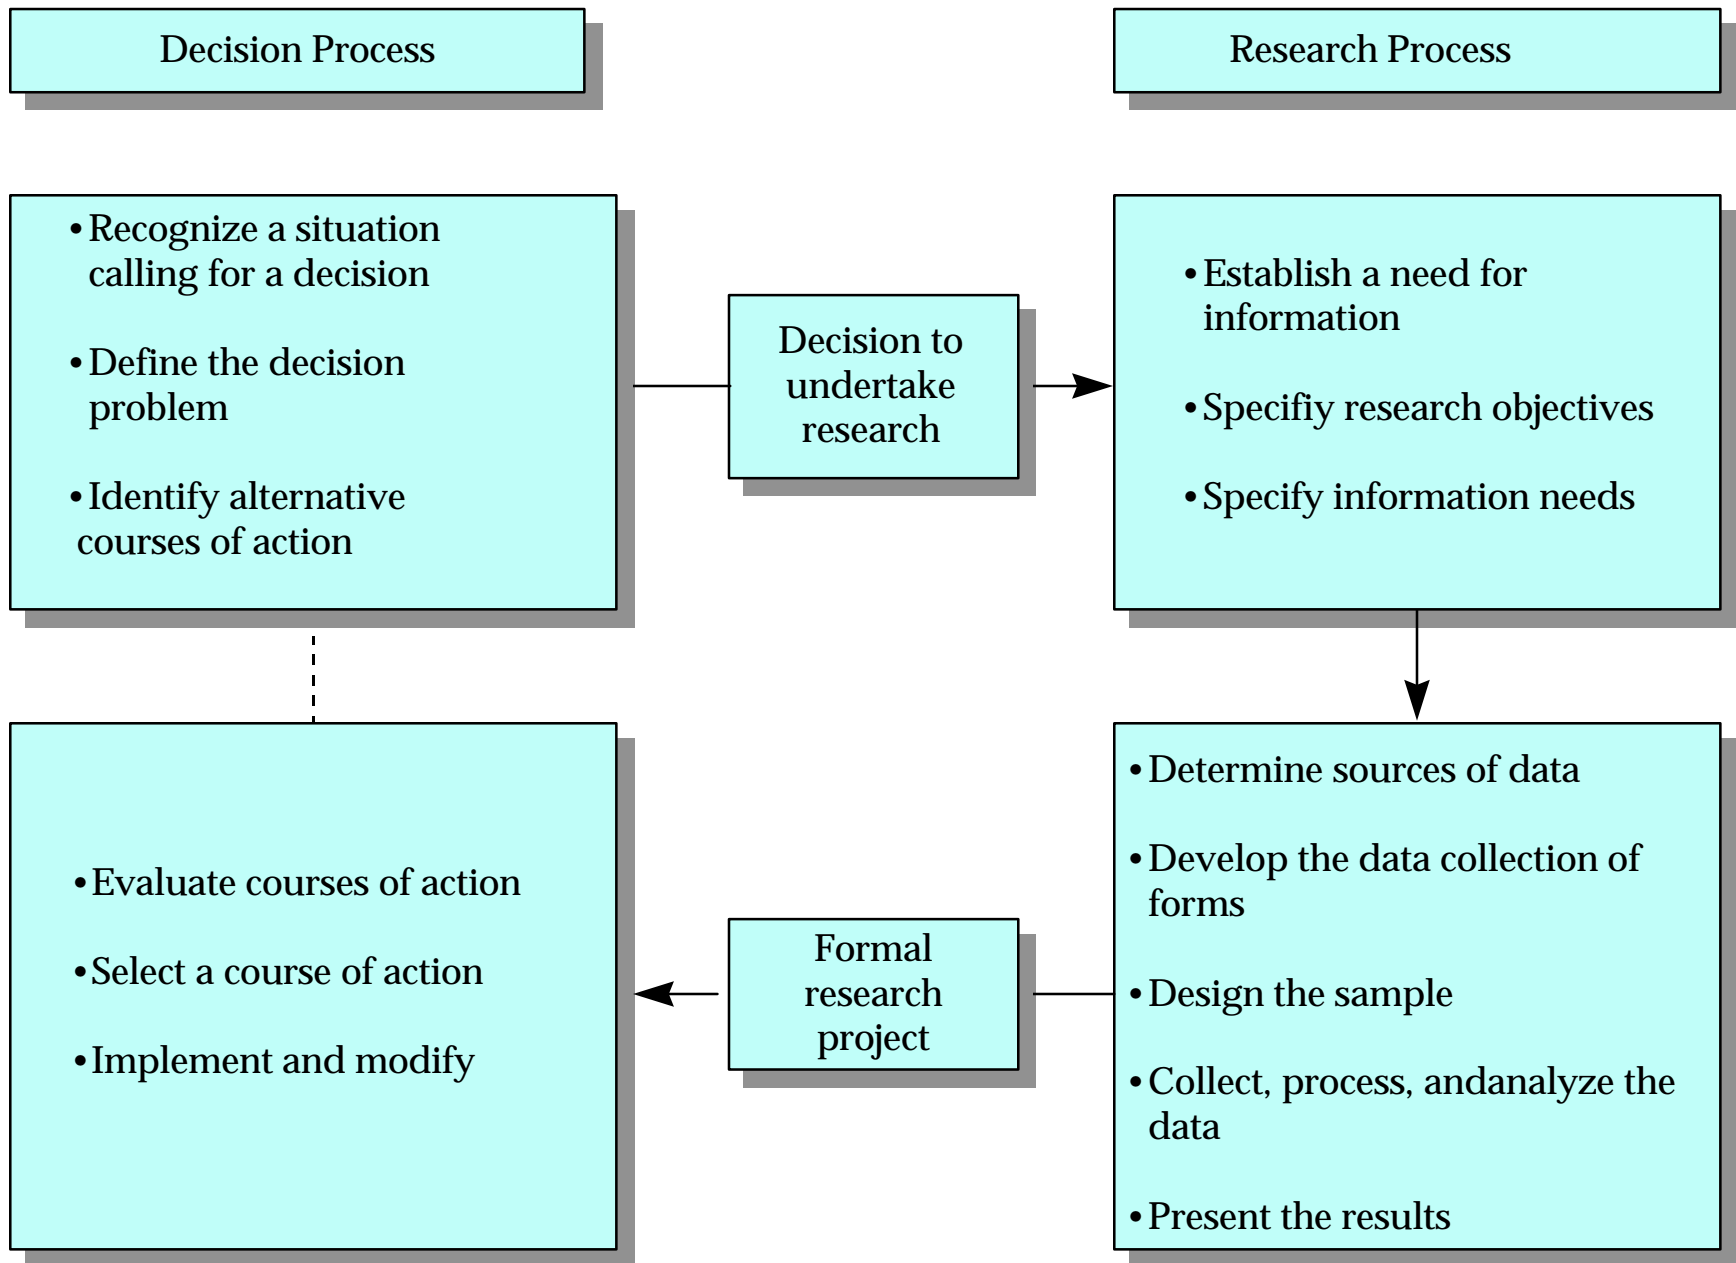 Decision Process
Research Process
•Recognize a situation
calling for a decision
•Define the decision
problem
•Identify alternative
courses of action
Decision to
undertake
research
•Establish a need for
information
•Specifiy research objectives
•Specify information needs
•Evaluate courses of action
•Select a course of action
•Implement and modify
Formal
research
project
•Determine sources of data
•Develop the data collection of
forms
•Design the sample
•Collect, process, andanalyze the
data
•Present the results